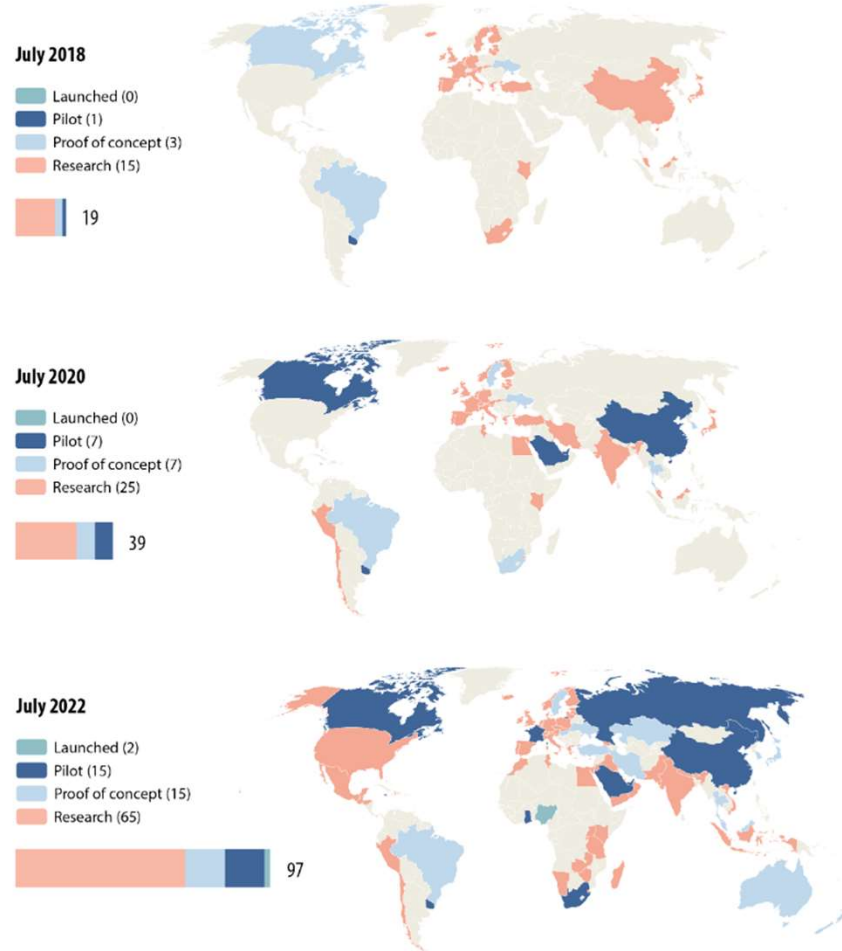 July 2018
Launched (0)
Pilot (1)
Proof of concept (3)
Research (15)
19
July 2020
Launched (0)
Pilot (7)
Proof of concept (7)
Research (25)
39
July 2022
Launched (2)
Pilot (15)
Proof of concept (15)
Research (65)
97